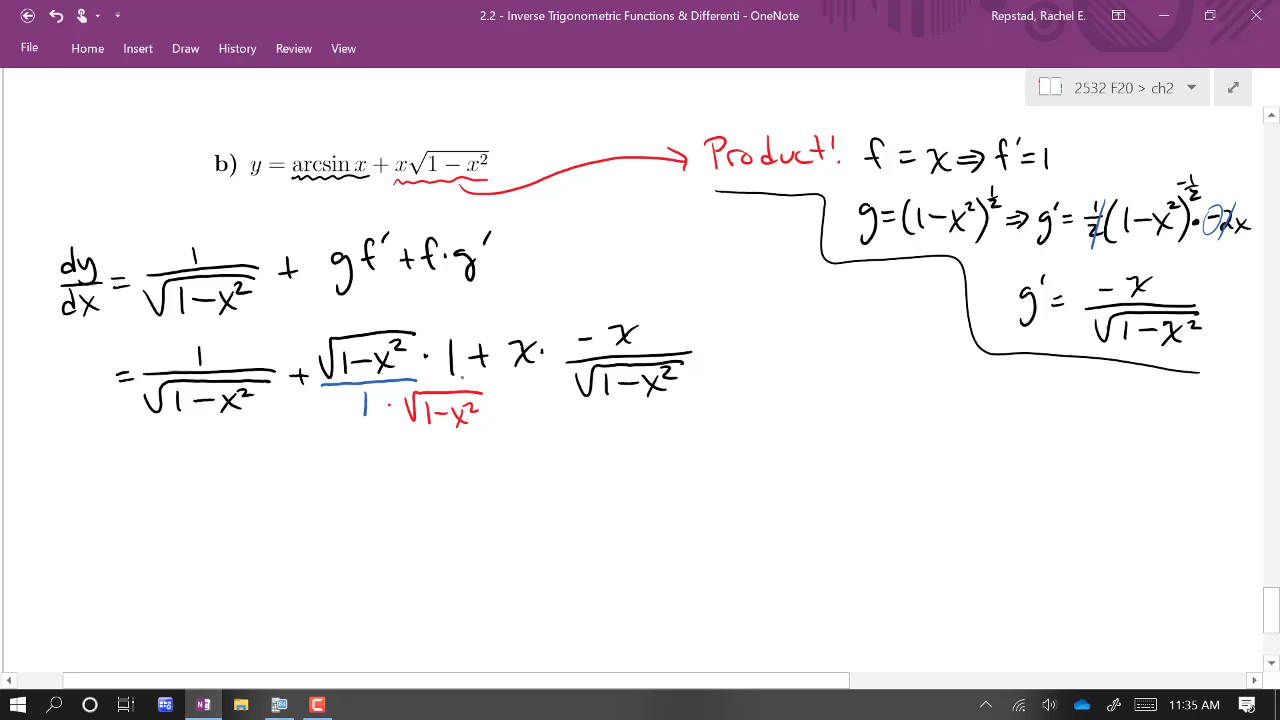 2.2 - Inverse Trigonometric Functions & Differenti - OneNote
Repstad, Rachel E.
File Home Insert Draw History Review View
2532 F20 > ch2
b) y = arcsin x + x√(1 − x²)
Product! f = x ⇒ f′ = 1
g = (1−x²)^(1/2) ⇒ g′ = 1/2 (1−x²)^(−1/2) · −2x
g′ = −x/√(1−x²)
dy/dx = 1/√(1−x²) + gf′ + f·g′
= 1/√(1−x²) + √(1−x²)/1 · 1/√(1−x²) + x · −x/√(1−x²)
11:35 AM